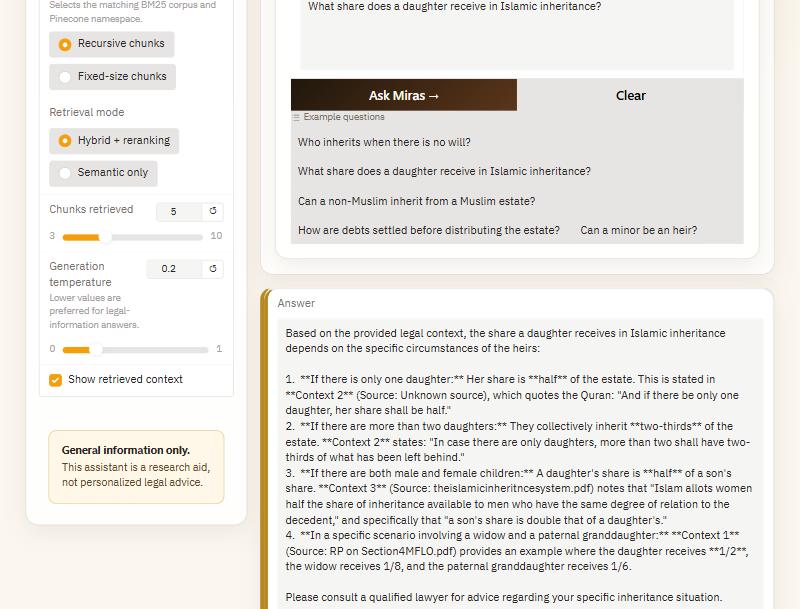 Selects the matching BM25 corpus and
Pinecone namespace.
Recursive chunks
Fixed-size chunks
Retrieval mode
Hybrid + reranking
Semantic only
Chunks retrieved
5
3
10
Generation
temperature
0.2
Lower values are
preferred for legal-
information answers.
0
1
Show retrieved context
General information only.
This assistant is a research aid,
not personalized legal advice.
What share does a daughter receive in Islamic inheritance?
Ask Miras →
Clear
Example questions
Who inherits when there is no will?
What share does a daughter receive in Islamic inheritance?
Can a non-Muslim inherit from a Muslim estate?
How are debts settled before distributing the estate?
Can a minor be an heir?
Answer
Based on the provided legal context, the share a daughter receives in Islamic inheritance
depends on the specific circumstances of the heirs:
1. **If there is only one daughter:** Her share is **half** of the estate. This is stated in
**Context 2** (Source: Unknown source), which quotes the Quran: "And if there be only one
daughter, her share shall be half."
2. **If there are more than two daughters:** They collectively inherit **two-thirds** of the
estate. **Context 2** states: "In case there are only daughters, more than two shall have two-
thirds of what has been left behind."
3. **If there are both male and female children:** A daughter's share is **half** of a son's
share. **Context 3** (Source: theislamicinheritncesystem.pdf) notes that "Islam allots women
half the share of inheritance available to men who have the same degree of relation to the
decedent," and specifically that "a son's share is double that of a daughter's."
4. **In a specific scenario involving a widow and a paternal granddaughter:** **Context 1**
(Source: RP on Section4MFLO.pdf) provides an example where the daughter receives **1/2**,
the widow receives 1/8, and the paternal granddaughter receives 1/6.
Please consult a qualified lawyer for advice regarding your specific inheritance situation.